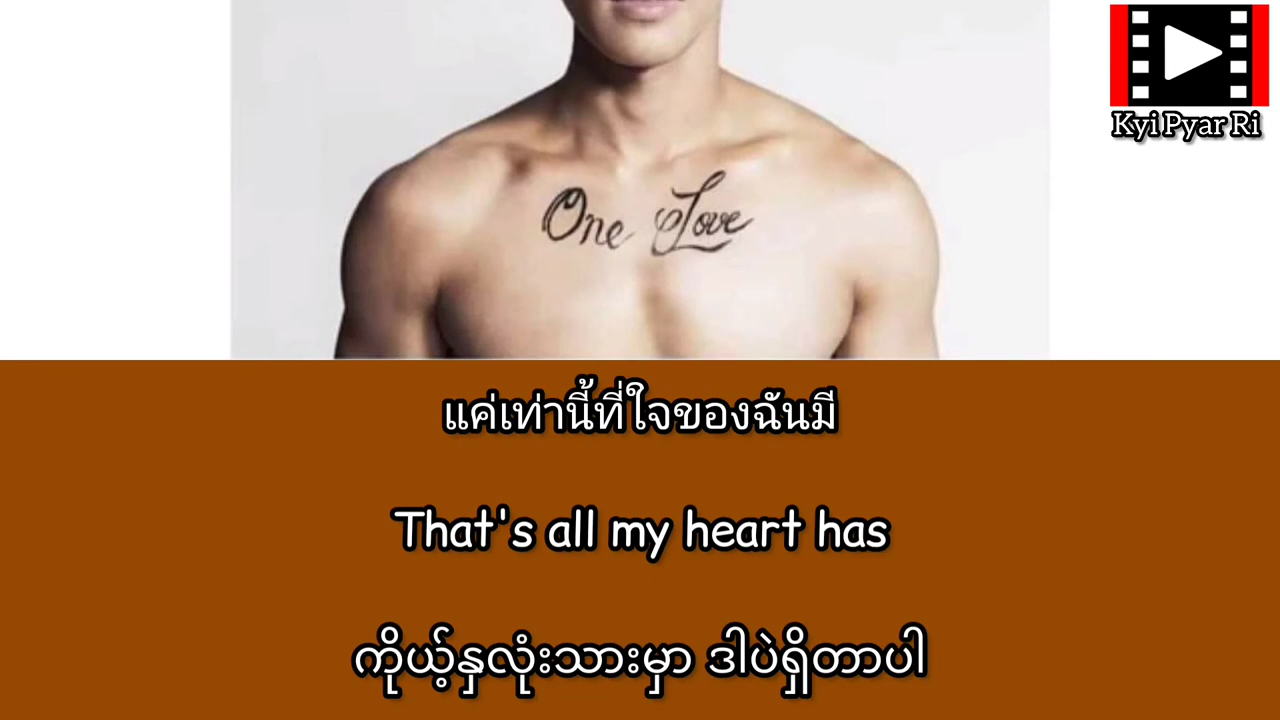 Kyi Pyar Ri
One Love
แค่เท่านี้ที่ใจของฉันมี
That's all my heart has
ကိုယ့်နှလုံးသားမှာ ဒါပဲရှိတာပါ